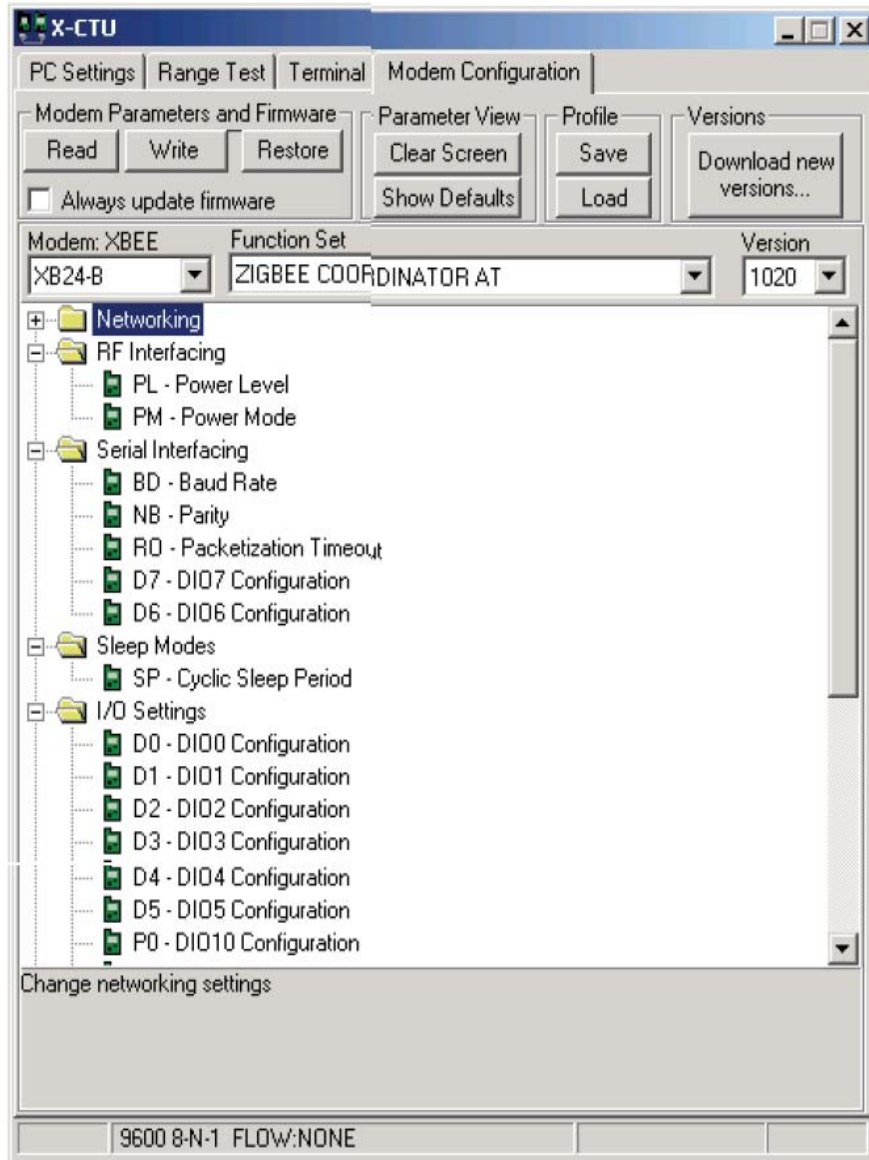 X-CTU
PC Settings Range Test Terminal Modem Configuration
Modem Parameters and Firmware Parameter View Profile Versions
Read Write Restore Clear Screen Save Download new versions...
Always update firmware Show Defaults Load
Modem: XBEE Function Set Version
XB24-B ZIGBEE COORDINATOR AT 1020
Networking
RF Interfacing
PL - Power Level
PM - Power Mode
Serial Interfacing
BD - Baud Rate
NB - Parity
RO - Packetization Timeout
D7 - DIO7 Configuration
D6 - DIO6 Configuration
Sleep Modes
SP - Cyclic Sleep Period
I/O Settings
D0 - DIO0 Configuration
D1 - DIO1 Configuration
D2 - DIO2 Configuration
D3 - DIO3 Configuration
D4 - DIO4 Configuration
D5 - DIO5 Configuration
P0 - DIO10 Configuration
Change networking settings
9600 8-N-1 FLOW:NONE